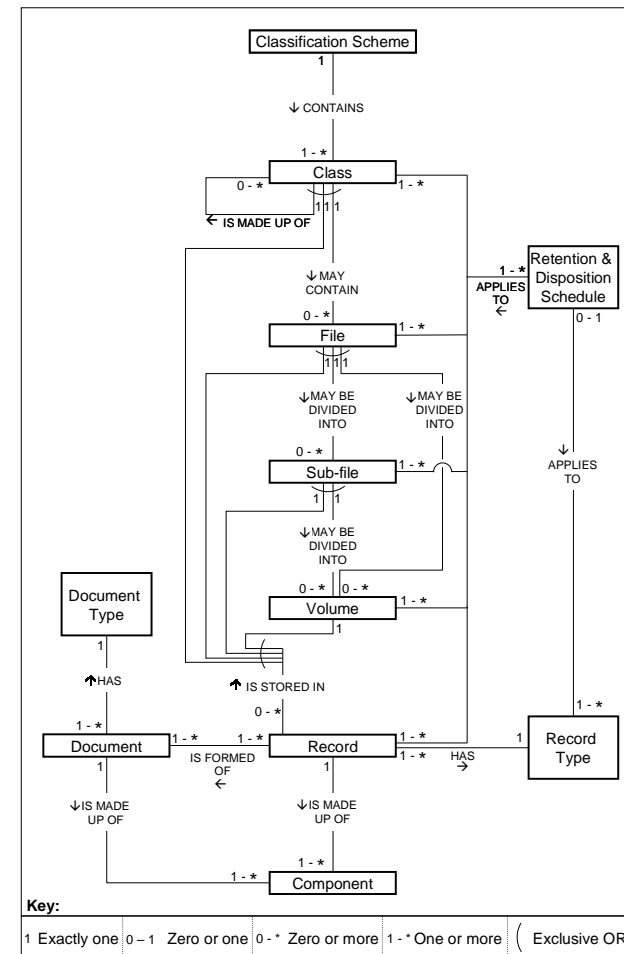 Classification Scheme
1
↓ CONTAINS
1 - *
Class
0 - *
1 1 1
1 - *
← IS MADE UP OF
↓ MAY
CONTAIN
Retention &
Disposition
Schedule
1 - *
APPLIES
TO
←
0 - 1
0 - *
File
1 - *
1 1 1
↓ MAY BE
DIVIDED
INTO
↓ MAY BE
DIVIDED
INTO
↓
APPLIES
TO
0 - *
Sub-file
1 - *
1 1
↓ MAY BE
DIVIDED
INTO
0 - * 0 - *
Volume
1 - *
1
Document
Type
1
↑ HAS
↑ IS STORED IN
1 - *
0 - *
1 - *
Document
1 - *
1 - *
Record
1 - *
1 - *
1
Record
Type
IS FORMED
OF
←
HAS
→
1
1
↓ IS MADE
UP OF
↓ IS MADE
UP OF
1 - *
1 - *
Component
Key:
1 Exactly one 0 – 1 Zero or one 0 - * Zero or more 1 - * One or more ( Exclusive OR